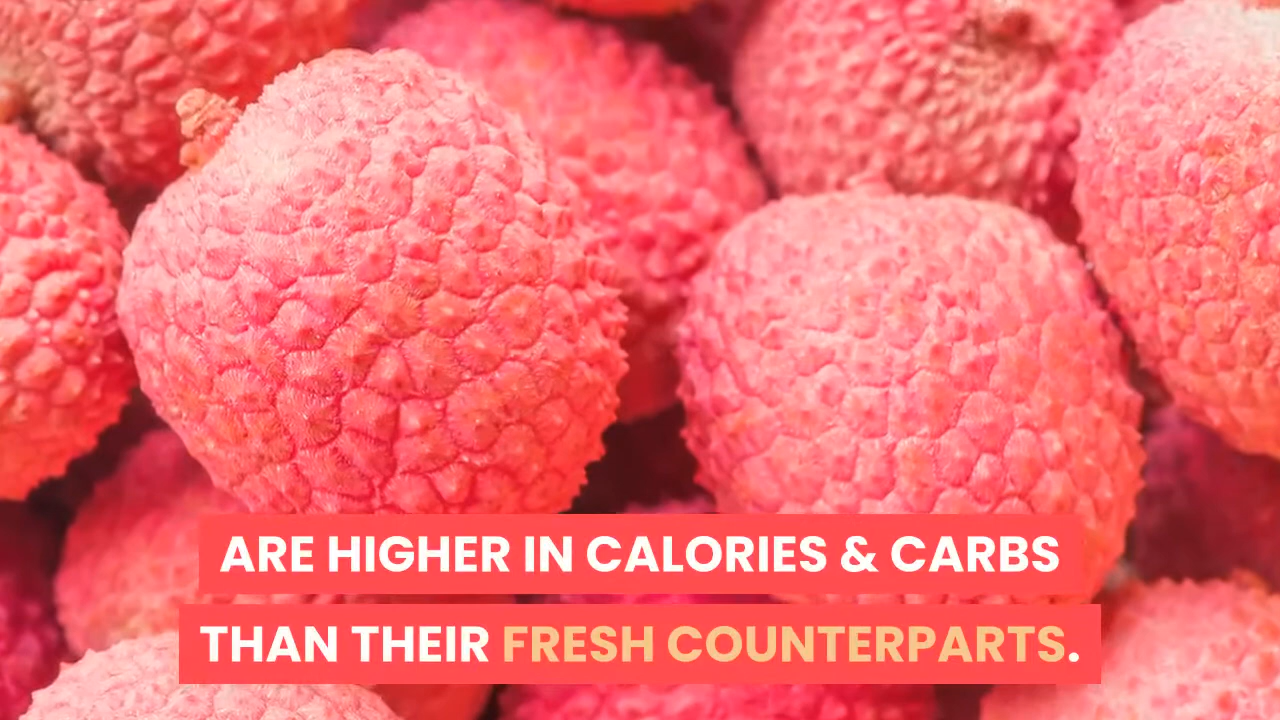 ARE HIGHER IN CALORIES & CARBS
THAN THEIR FRESH COUNTERPARTS.